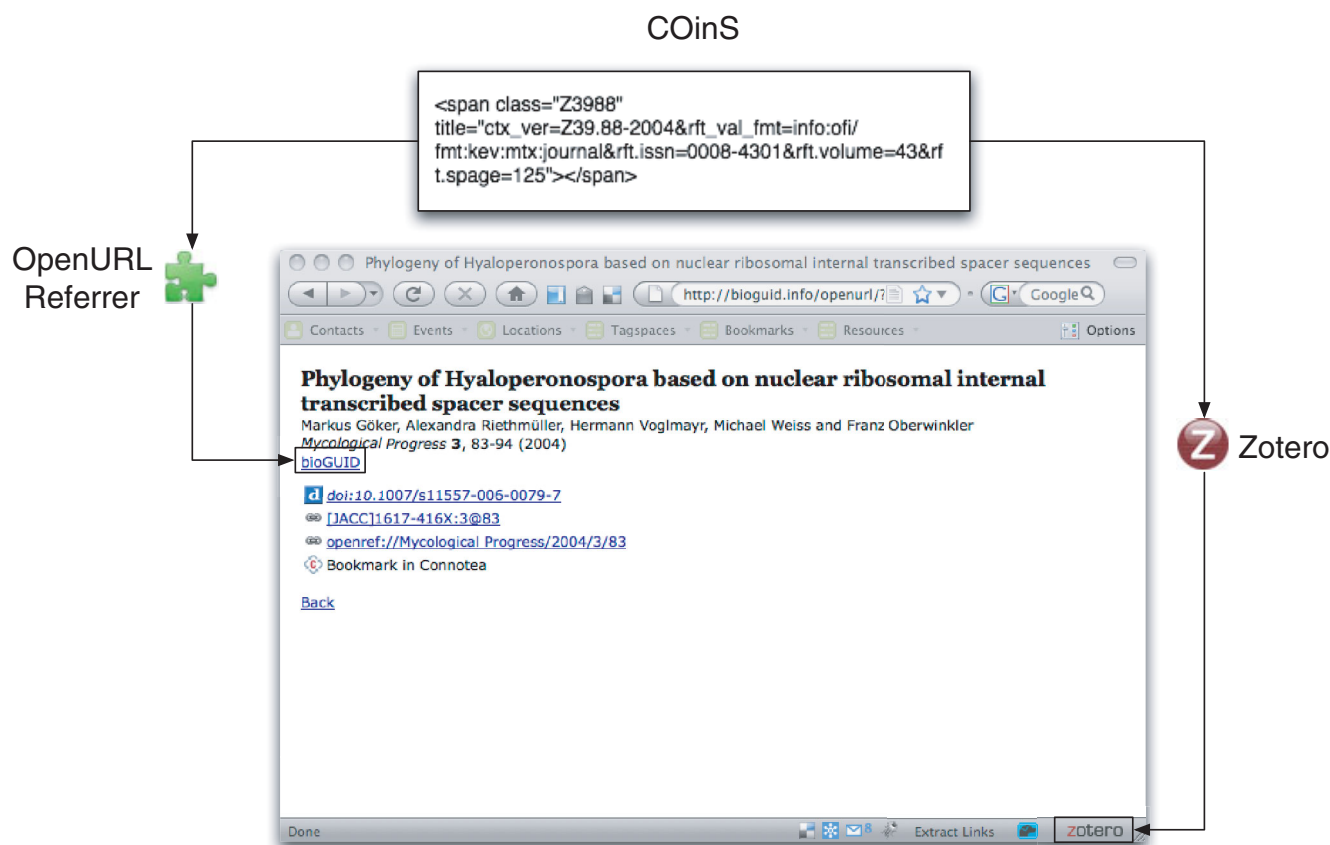 COinS
<span class="Z3988"
title="ctx_ver=Z39.88-2004&rft_val_fmt=info:ofi/
fmt:kev:mtx:journal&rft.issn=0008-4301&rft.volume=43&rf
t.spage=125"></span>
OpenURL
Referrer
Phylogeny of Hyaloperonospora based on nuclear ribosomal internal transcribed spacer sequences
http://bioguid.info/openurl/?
G Google
Contacts Events Locations Tagspaces Bookmarks Resources Options
Phylogeny of Hyaloperonospora based on nuclear ribosomal internal
transcribed spacer sequences
Markus Göker, Alexandra Riethmüller, Hermann Voglmayr, Michael Weiss and Franz Oberwinkler
Mycological Progress 3, 83-94 (2004)
bioGUID
d doi:10.1007/s11557-006-0079-7
[JACC]1617-416X:3@83
openref://Mycological Progress/2004/3/83
C Bookmark in Connotea
Back
Z Zotero
Done 8 Extract Links zotero